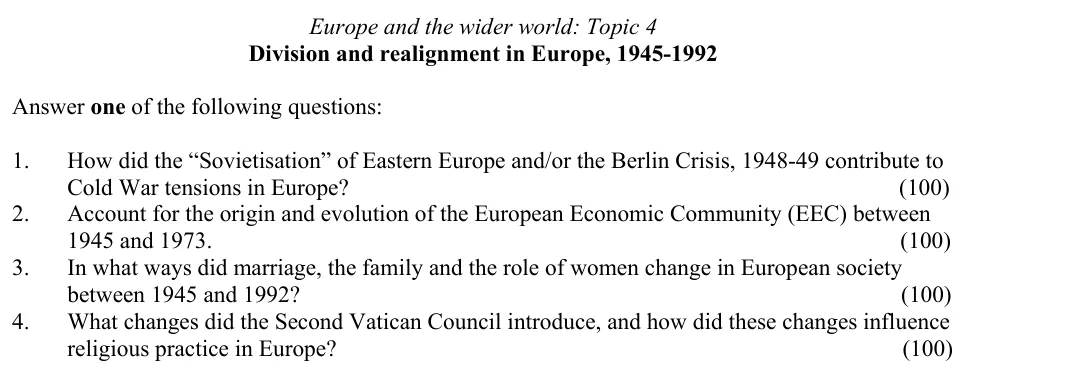 Europe and the wider world: Topic 4
Division and realignment in Europe, 1945-1992
Answer one of the following questions:
1. How did the “Sovietisation” of Eastern Europe and/or the Berlin Crisis, 1948-49 contribute to
Cold War tensions in Europe? (100)
2. Account for the origin and evolution of the European Economic Community (EEC) between
1945 and 1973. (100)
3. In what ways did marriage, the family and the role of women change in European society
between 1945 and 1992? (100)
4. What changes did the Second Vatican Council introduce, and how did these changes influence
religious practice in Europe? (100)